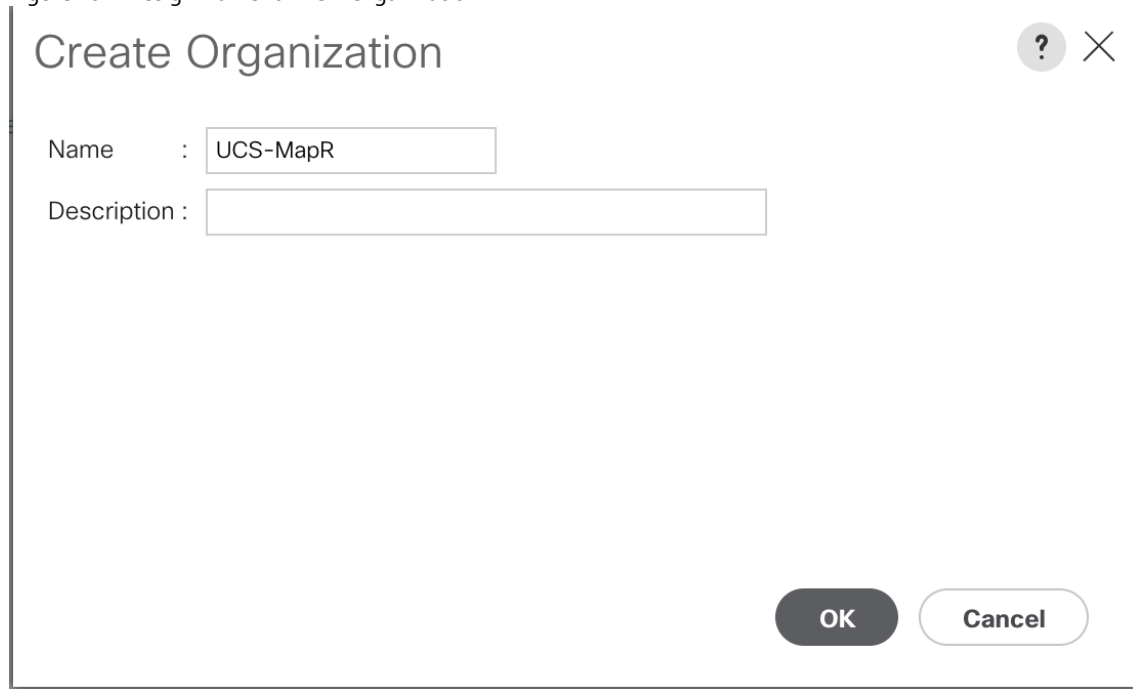 Create Organization
?
Name : UCS-MapR
Description :
OK
Cancel